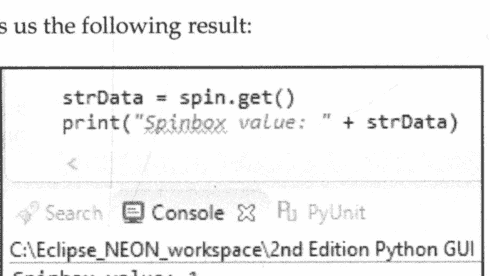 s us the following result:
strData = spin.get()
print("Spinbox value: " + strData)
<
Search Console PyUnit
C:\Eclipse_NEON_workspace\2nd Edition Python GUI
Spinbox value: 1